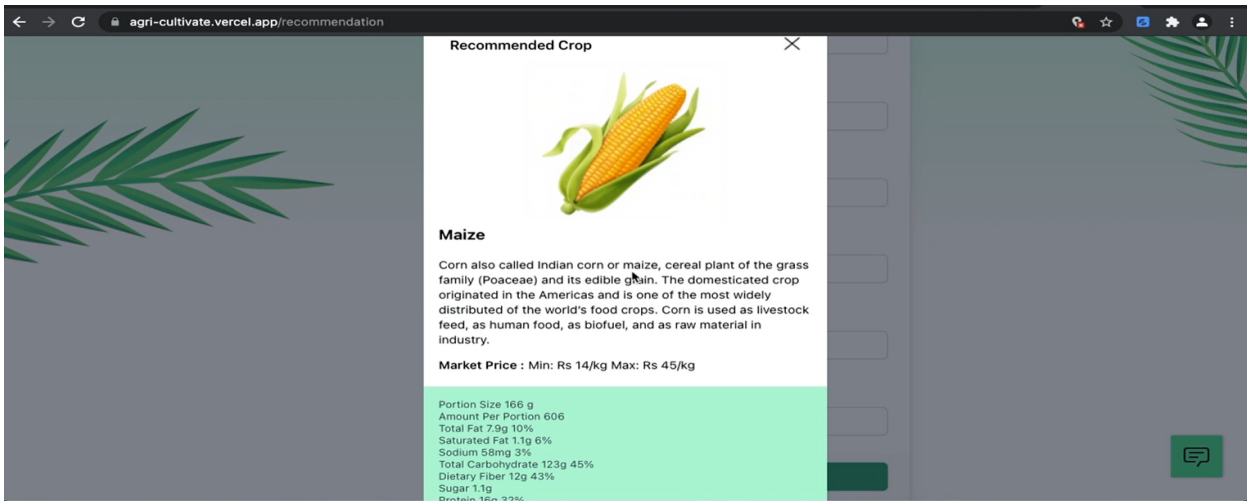 agri-cultivate.vercel.app/recommendation
Recommended Crop
Maize
Corn also called Indian corn or maize, cereal plant of the grass
family (Poaceae) and its edible grain. The domesticated crop
originated in the Americas and is one of the most widely
distributed of the world's food crops. Corn is used as livestock
feed, as human food, as biofuel, and as raw material in
industry.
Market Price : Min: Rs 14/kg Max: Rs 45/kg
Portion Size 166 g
Amount Per Portion 606
Total Fat 7.9g 10%
Saturated Fat 1.1g 6%
Sodium 58mg 3%
Total Carbohydrate 123g 45%
Dietary Fiber 12g 43%
Sugar 1.1g
Protein 16g 32%